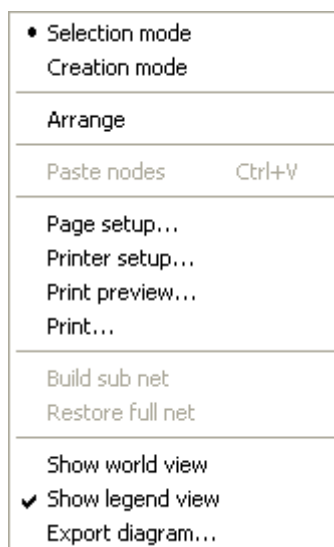 Selection mode
Creation mode
Arrange
Paste nodes Ctrl+V
Page setup...
Printer setup...
Print preview...
Print...
Build sub net
Restore full net
Show world view
Show legend view
Export diagram...